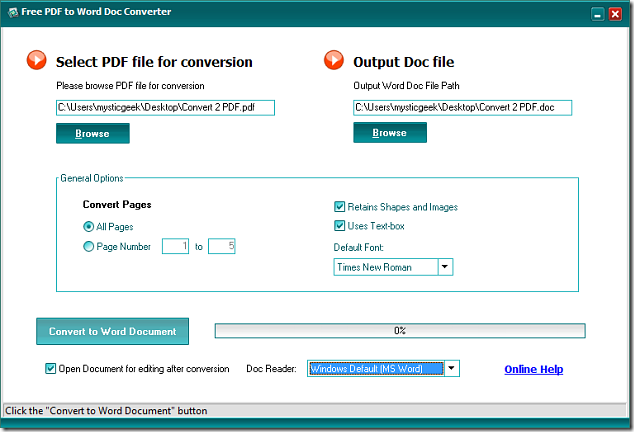 Free PDF to Word Doc Converter
Select PDF file for conversion
Please browse PDF file for conversion
C:\Users\mysticgeek\Desktop\Convert 2 PDF.pdf
Browse
Output Doc file
Output Word Doc File Path
C:\Users\mysticgeek\Desktop\Convert 2 PDF.doc
Browse
General Options
Convert Pages
All Pages
Page Number 1 to 5
Retains Shapes and Images
Uses Text-box
Default Font:
Times New Roman
Convert to Word Document
0%
Open Document for editing after conversion
Doc Reader: Windows Default (MS Word)
Online Help
Click the "Convert to Word Document" button